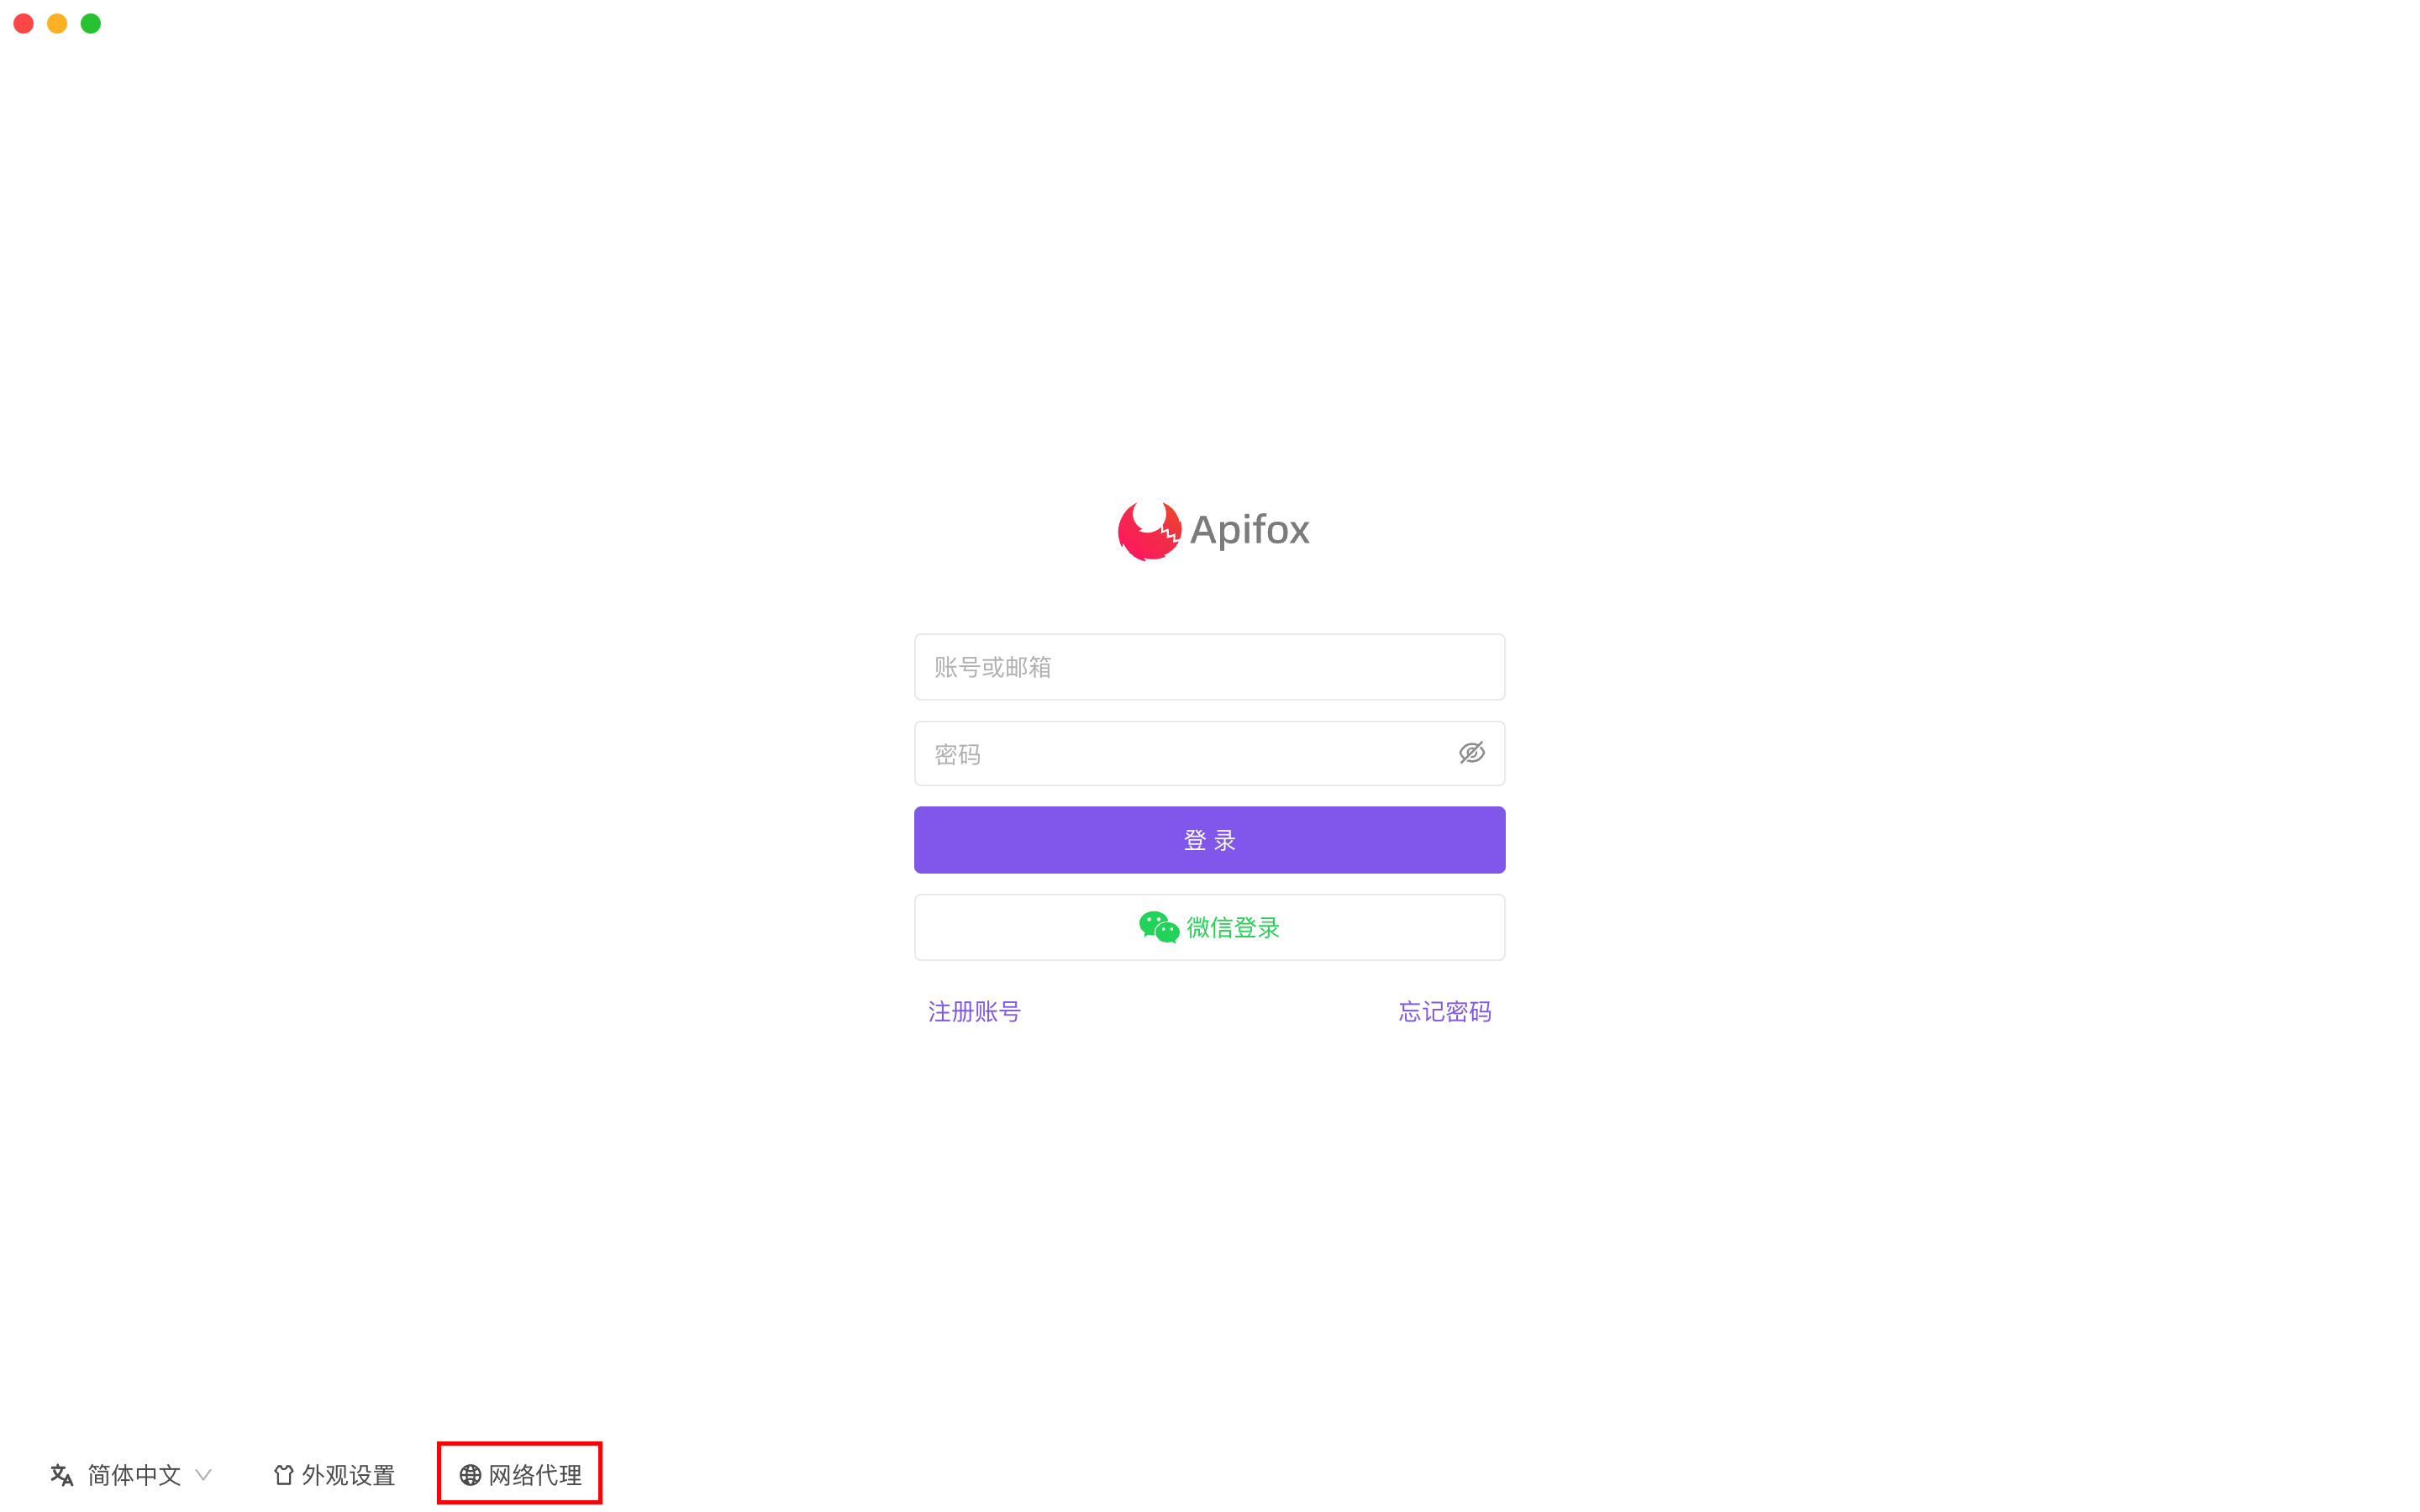 Apifox
账号或邮箱
密码
登 录
微信登录
注册账号 忘记密码
简体中文 外观设置 网络代理